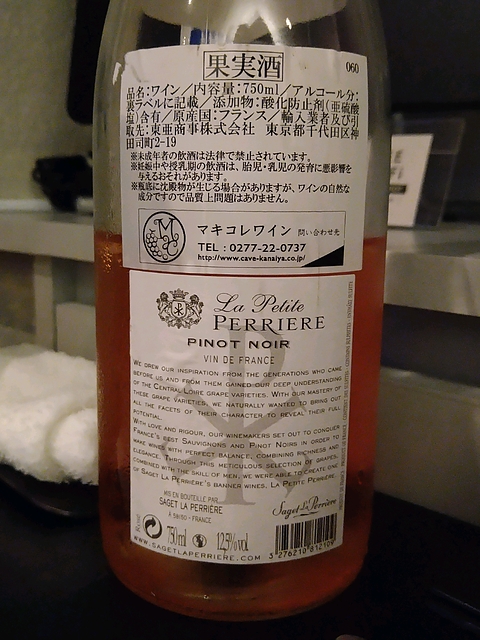 果実酒
060
品名:ワイン/内容量:750ml/アルコール分:
裏ラベルに記載/添加物:酸化防止剤(亜硫酸
塩)含有/原産国:フランス/輸入業者及び引
取先:東亜商事株式会社 東京都千代田区神
田司町2-19
※未成年者の飲酒は法律で禁止されています。
※妊娠中や授乳期の飲酒は、胎児・乳児の発育に悪影響を
与えるおそれがあります。
※瓶底に沈殿物が生じる場合がありますが、ワインの自然な
成分ですので品質上問題はありません。
マキコレワイン 問い合わせ先
TEL:0277-22-0737
http://www.cave-kanaiya.co.jp/
La Petite
PERRIERE
PINOT NOIR
VIN DE FRANCE
WE DREW OUR INSPIRATION FROM THE GENERATIONS WHO CAME
BEFORE US AND FROM THEM GAINED OUR DEEP UNDERSTANDING
OF THE CENTRAL LOIRE GRAPE VARIETIES. WITH OUR MASTERY OF
THESE GRAPE VARIETIES, WE NATURALLY WANTED TO BRING OUT
ALL THE FACETS OF THEIR CHARACTER TO REVEAL THEIR FULL
POTENTIAL.
WITH LOVE AND RIGOUR, OUR WINEMAKERS SET OUT TO CONQUER
FRANCE'S BEST SAUVIGNONS AND PINOT NOIRS IN ORDER TO
MAKE WINES WITH PERFECT BALANCE, COMBINING RICHNESS AND
ELEGANCE. THROUGH THIS METICULOUS SELECTION OF GRAPES,
COMBINED WITH THE SKILL OF MEN, WE WERE ABLE TO CREATE ONE
OF SAGET LA PERRIÈRE'S BANNER WINES, LA PETITE PERRIÈRE.
MIS EN BOUTEILLE PAR
SAGET LA PERRIÈRE
À 58150 - FRANCE
Saget La Perrière
750 ml 12,5% vol.
WWW.SAGETLAPERRIERE.COM
3 276210 812109